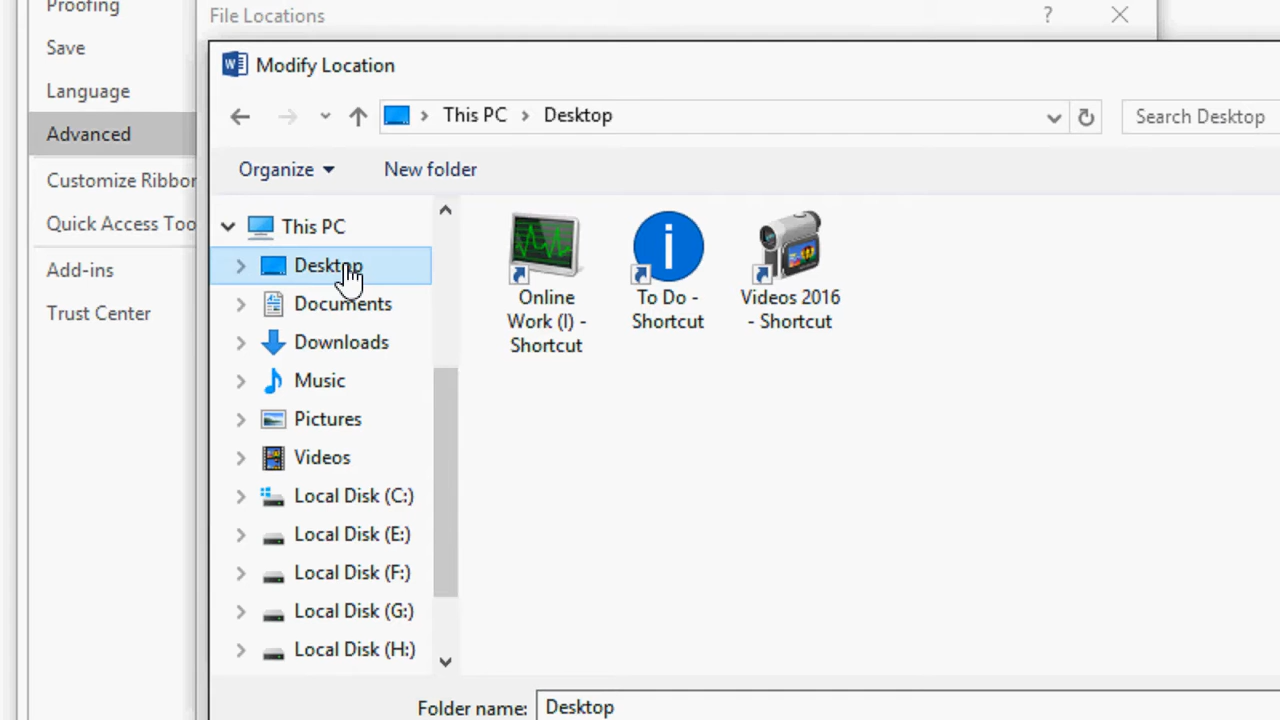 Proofing
Save
Language
Advanced
Customize Ribbon
Quick Access Too
Add-ins
Trust Center
File Locations
?
W
Modify Location
This PC
Desktop
Search Desktop
Organize
New folder
This PC
Desktop
Documents
Downloads
Music
Pictures
Videos
Local Disk (C:)
Local Disk (E:)
Local Disk (F:)
Local Disk (G:)
Local Disk (H:)
Online
Work (I) -
Shortcut
i
To Do -
Shortcut
Videos 2016
- Shortcut
Folder name:
Desktop